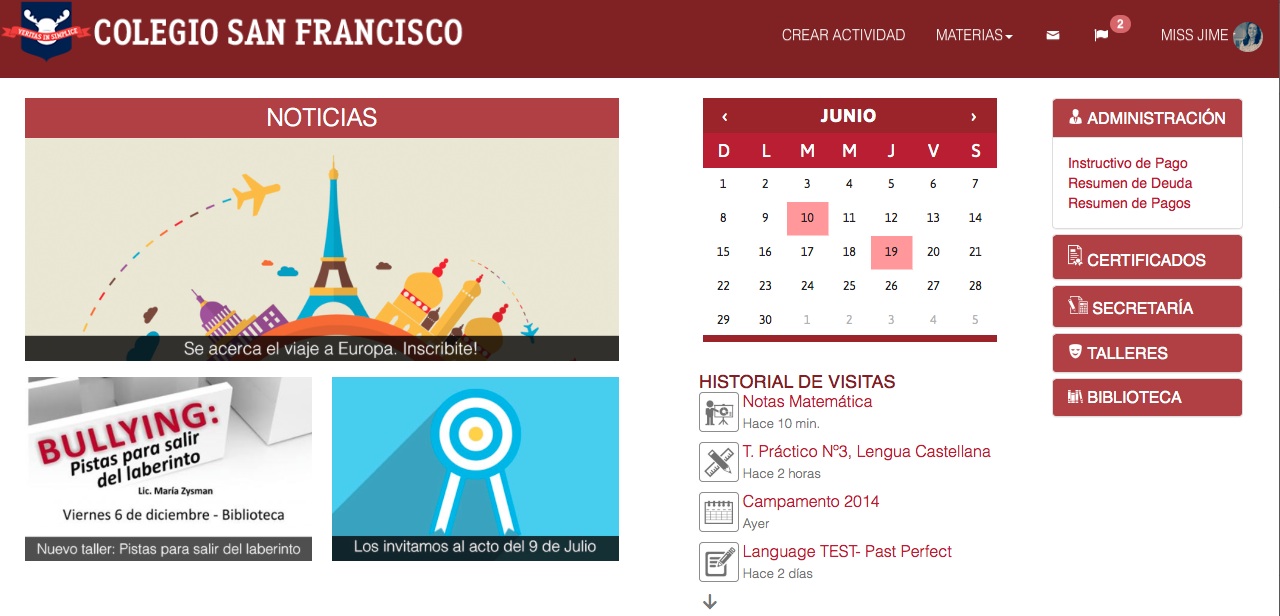 VERITAS IN SIMPLICE
COLEGIO SAN FRANCISCO
CREAR ACTIVIDAD
MATERIAS
2
MISS JIME
NOTICIAS
Se acerca el viaje a Europa. Inscribite!
BULLYING:
Pistas para salir
del laberinto
Lic. María Zysman
Viernes 6 de diciembre - Biblioteca
Nuevo taller: Pistas para salir del laberinto
Los invitamos al acto del 9 de Julio
‹ JUNIO ›
D L M M J V S
1 2 3 4 5 6 7
8 9 10 11 12 13 14
15 16 17 18 19 20 21
22 23 24 25 26 27 28
29 30 1 2 3 4 5
HISTORIAL DE VISITAS
Notas Matemática
Hace 10 min.
T. Práctico Nº3, Lengua Castellana
Hace 2 horas
Campamento 2014
Ayer
Language TEST- Past Perfect
Hace 2 días
ADMINISTRACIÓN
Instructivo de Pago
Resumen de Deuda
Resumen de Pagos
CERTIFICADOS
SECRETARÍA
TALLERES
BIBLIOTECA